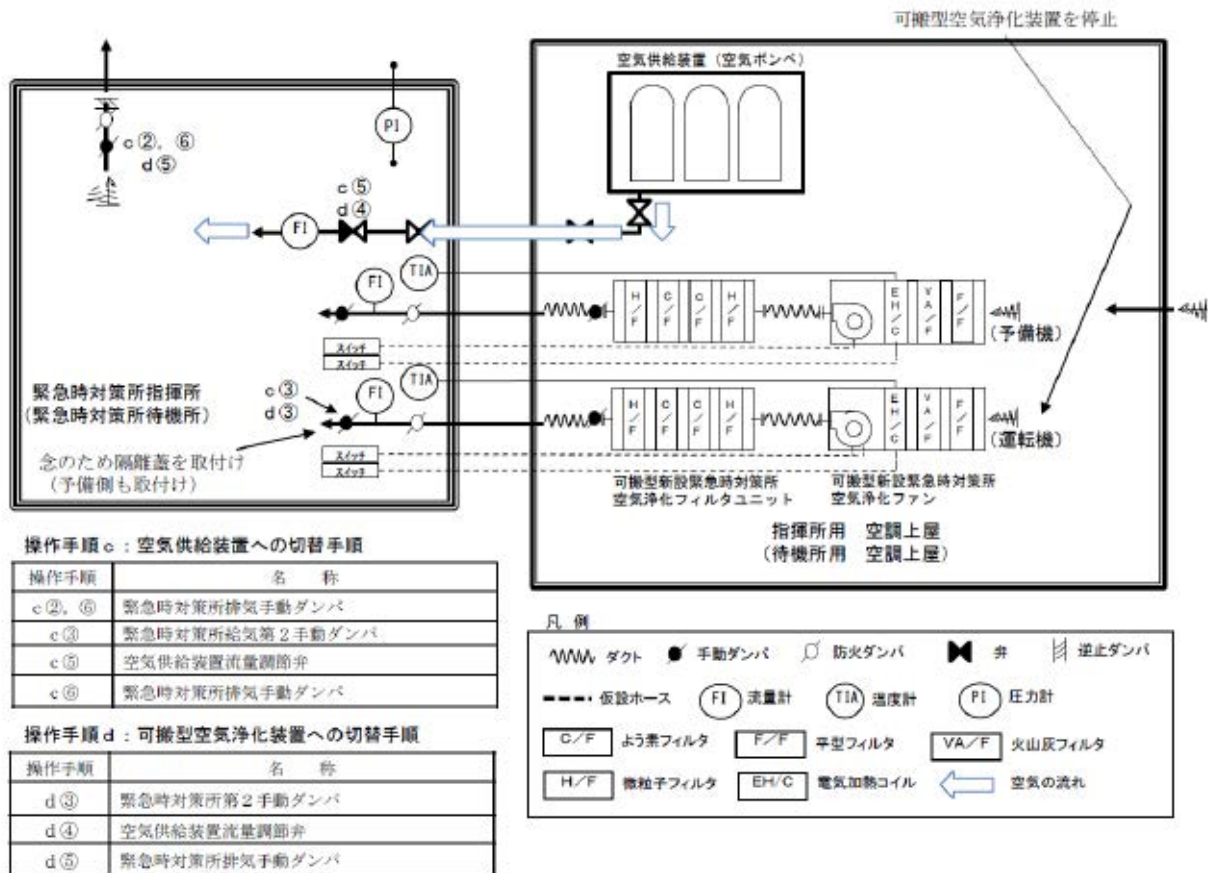 可搬型空気浄化装置を停止
空気供給装置（空気ボンベ）
PI
c②，⑥
d⑤
c⑤
d④
FI
FI
TIA
H/F
C/F
C/F
H/F
EH/C
VA/F
F/F
（予備機）
スイッチ
スイッチ
緊急時対策所指揮所
（緊急時対策所待機所）
c③
d③
FI
TIA
H/F
C/F
C/F
H/F
EH/C
VA/F
F/F
（運転機）
念のため隔離蓋を取付け
（予備側も取付け）
スイッチ
スイッチ
可搬型新設緊急時対策所
空気浄化フィルタユニット
可搬型新設緊急時対策所
空気浄化ファン
指揮所用　空調上屋
（待機所用　空調上屋）
操作手順c：空気供給装置への切替手順
操作手順　名　称
c②，⑥　緊急時対策所排気手動ダンパ
c③　緊急時対策所給気第２手動ダンパ
c⑤　空気供給装置流量調節弁
c⑥　緊急時対策所排気手動ダンパ
操作手順d：可搬型空気浄化装置への切替手順
操作手順　名　称
d③　緊急時対策所第２手動ダンパ
d④　空気供給装置流量調節弁
d⑤　緊急時対策所排気手動ダンパ
凡 例
ダクト　手動ダンパ　防火ダンパ　弁　逆止ダンパ
仮設ホース　FI　流量計　TIA　温度計　PI　圧力計
C/F　よう素フィルタ　F/F　平型フィルタ　VA/F　火山灰フィルタ
H/F　微粒子フィルタ　EH/C　電気加熱コイル　空気の流れ